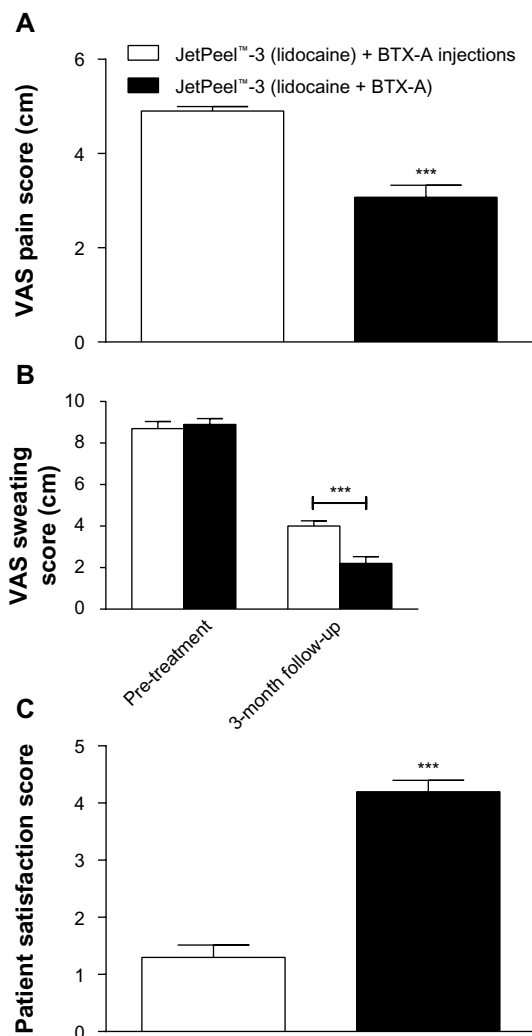 A
JetPeel™-3 (lidocaine) + BTX-A injections
JetPeel™-3 (lidocaine + BTX-A)
VAS pain score (cm)
6
4
2
0
***
B
VAS sweating
score (cm)
10
8
6
4
2
0
***
Pre-treatment
3-month follow-up
C
Patient satisfaction score
5
4
3
2
1
0
***